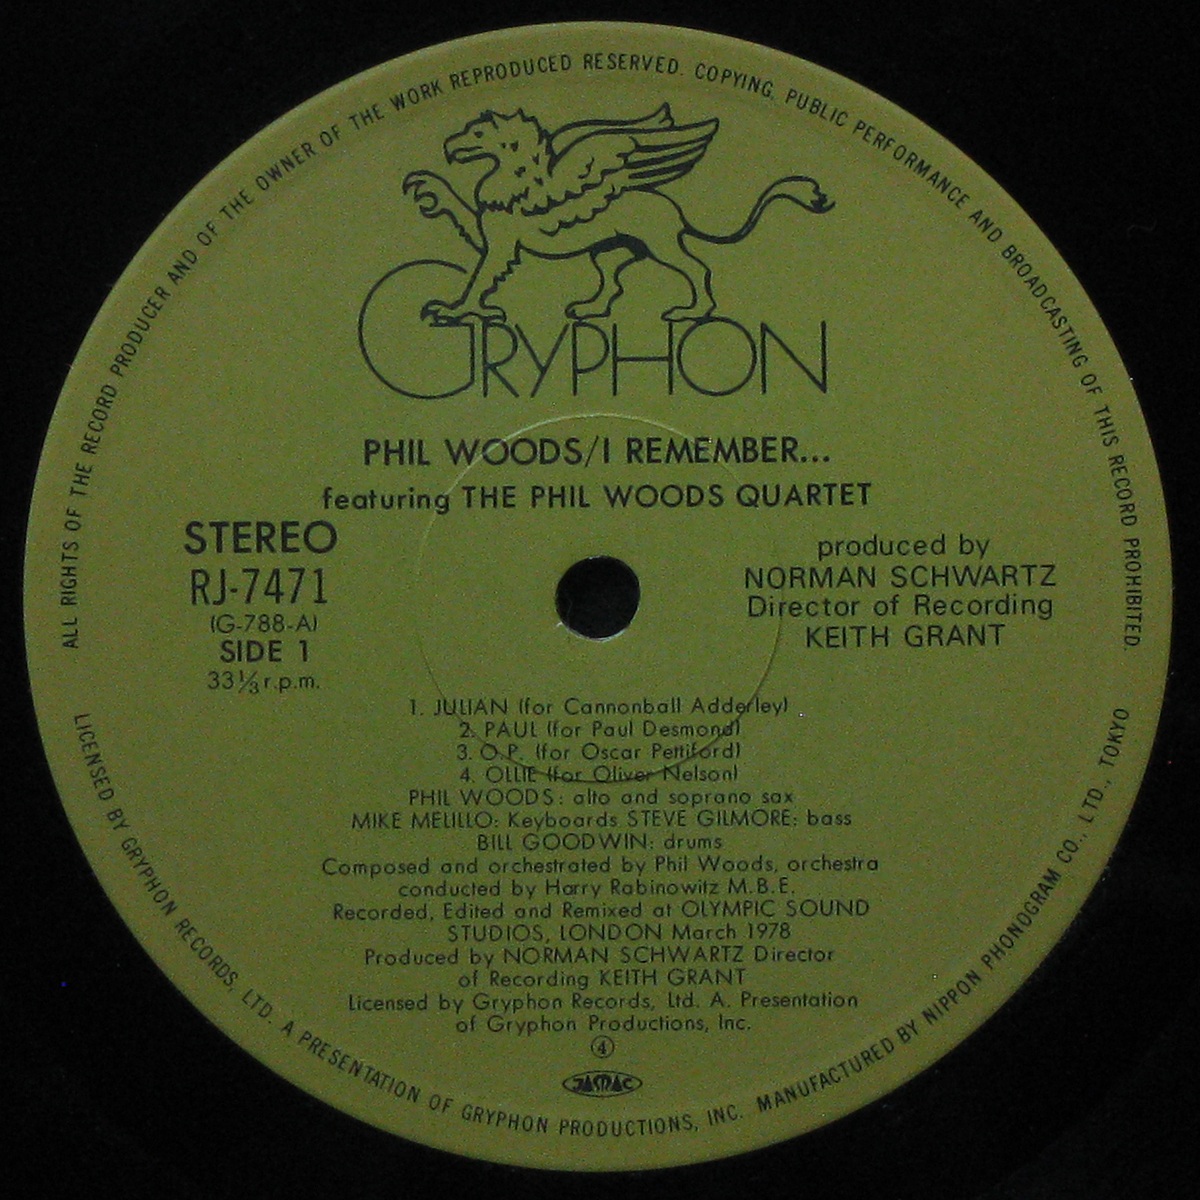 ALL RIGHTS OF THE RECORD PRODUCER AND OF THE OWNER OF THE WORK REPRODUCED RESERVED. COPYING, PUBLIC PERFORMANCE AND BROADCASTING OF THIS RECORD PROHIBITED.
GRYPHON
PHIL WOODS/I REMEMBER...
featuring THE PHIL WOODS QUARTET
STEREO
RJ-7471
(G-788-A)
SIDE 1
33⅓ r.p.m.
produced by
NORMAN SCHWARTZ
Director of Recording
KEITH GRANT
1. JULIAN (for Cannonball Adderley)
2. PAUL (for Paul Desmond)
3. O.P. (for Oscar Pettiford)
4. OLLIE (for Oliver Nelson)
PHIL WOODS: alto and soprano sax
MIKE MELILLO: Keyboards STEVE GILMORE: bass
BILL GOODWIN: drums
Composed and orchestrated by Phil Woods, orchestra
conducted by Harry Rabinowitz M.B.E.
Recorded, Edited and Remixed at OLYMPIC SOUND
STUDIOS, LONDON March 1978
Produced by NORMAN SCHWARTZ Director
of Recording KEITH GRANT
Licensed by Gryphon Records, Ltd. A. Presentation
of Gryphon Productions, Inc.
④
JASRAC
LICENSED BY GRYPHON RECORDS, LTD. A PRESENTATION OF GRYPHON PRODUCTIONS, INC. MANUFACTURED BY NIPPON PHONOGRAM CO., LTD., TOKYO